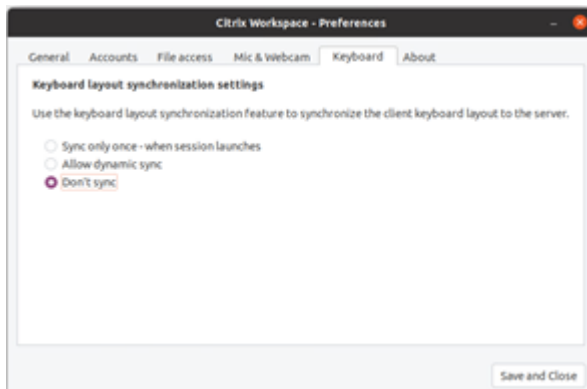 Citrix Workspace - Preferences
General Accounts File access Mic & Webcam Keyboard About
Keyboard layout synchronization settings
Use the keyboard layout synchronization feature to synchronize the client keyboard layout to the server.
Sync only once - when session launches
Allow dynamic sync
Don't sync
Save and Close